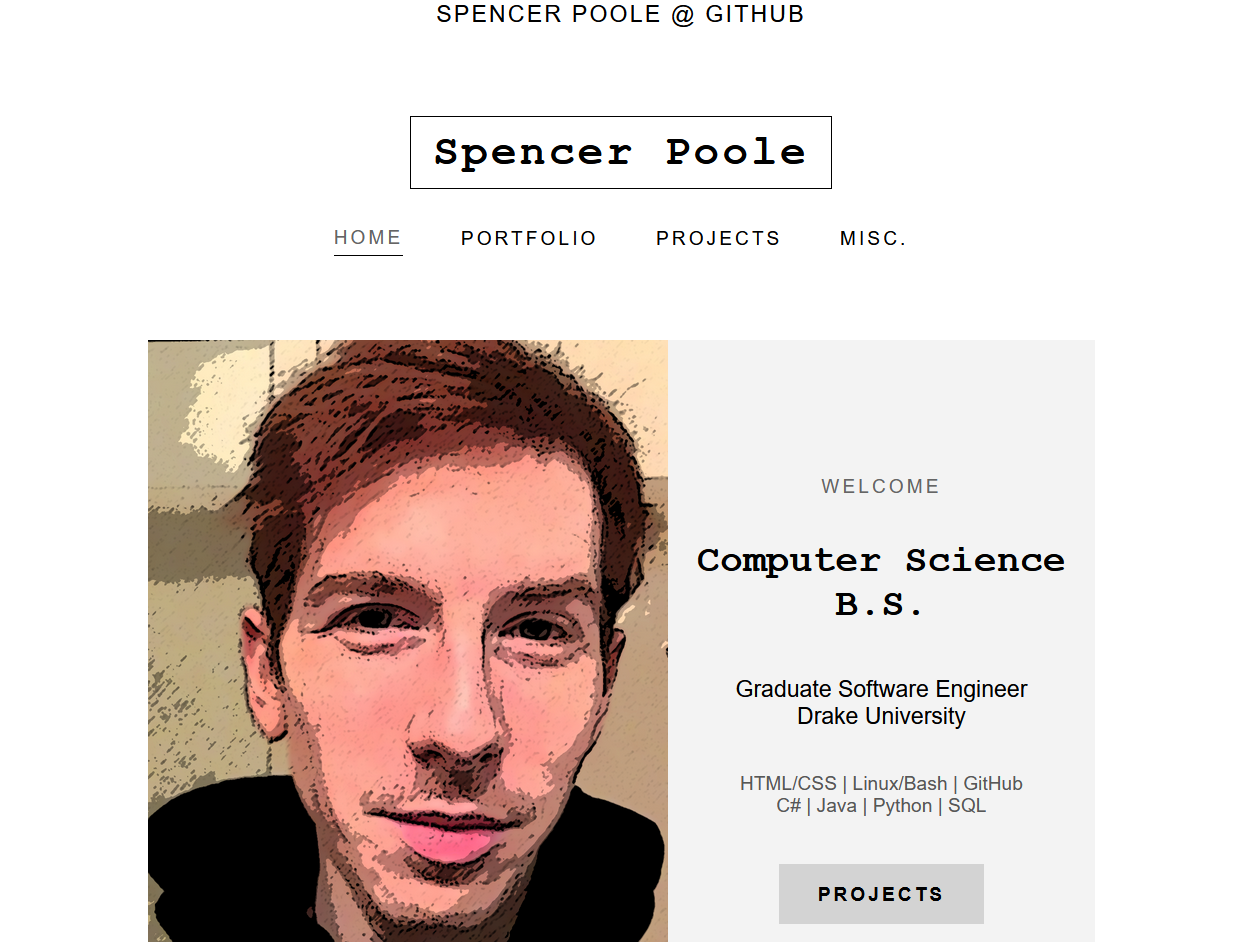 SPENCER POOLE @ GITHUB
Spencer Poole
HOME PORTFOLIO PROJECTS MISC.
WELCOME
Computer Science
B.S.
Graduate Software Engineer
Drake University
HTML/CSS | Linux/Bash | GitHub
C# | Java | Python | SQL
PROJECTS